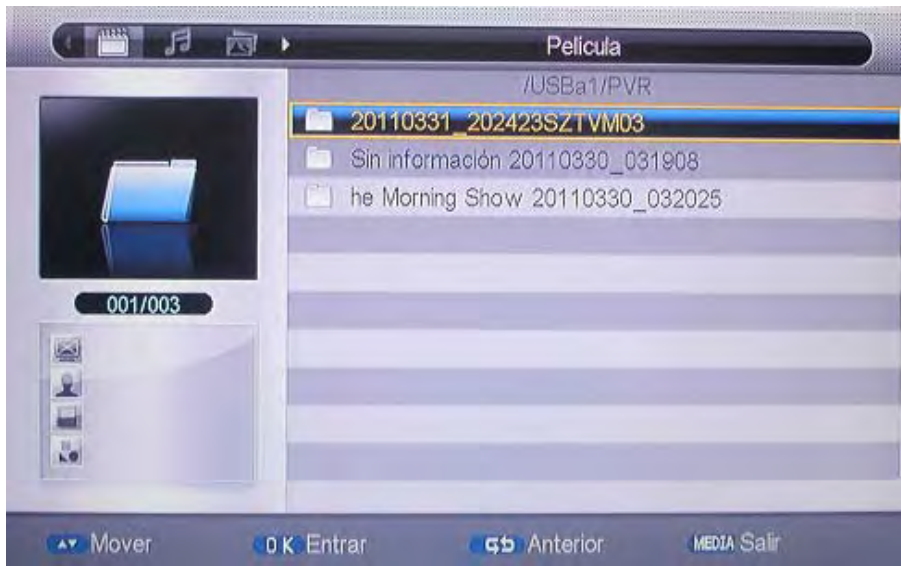 Pelicula
/USBa1/PVR
20110331_202423SZTVM03
Sin información 20110330_031908
he Morning Show 20110330_032025
001/003
Mover
OK Entrar
Anterior
MEDIA Salir